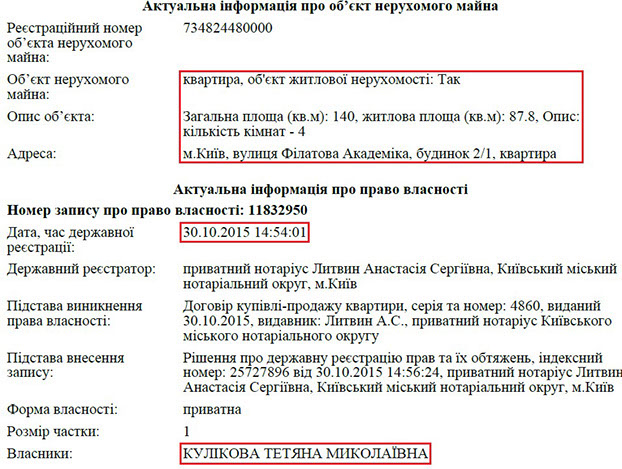 Актуальна інформація про об’єкт нерухомого майна
Реєстраційний номер 734824480000
об’єкта нерухомого
майна:
Об’єкт нерухомого квартира, об'єкт житлової нерухомості: Так
майна:
Опис об’єкта: Загальна площа (кв.м): 140, житлова площа (кв.м): 87.8, Опис:
кількість кімнат - 4
Адреса: м.Київ, вулиця Філатова Академіка, будинок 2/1, квартира
Актуальна інформація про право власності
Номер запису про право власності: 11832950
Дата, час державної 30.10.2015 14:54:01
реєстрації:
Державний реєстратор: приватний нотаріус Литвин Анастасія Сергіївна, Київський міський
нотаріальний округ, м.Київ
Підстава виникнення Договір купівлі-продажу квартири, серія та номер: 4860, виданий
права власності: 30.10.2015, видавник: Литвин А.С., приватний нотаріус Київського
міського нотаріального округу
Підстава внесення Рішення про державну реєстрацію прав та їх обтяжень, індексний
запису: номер: 25727896 від 30.10.2015 14:56:24, приватний нотаріус Литвин
Анастасія Сергіївна, Київський міський нотаріальний округ, м.Київ
Форма власності: приватна
Розмір частки: 1
Власники: КУЛІКОВА ТЕТЯНА МИКОЛАЇВНА